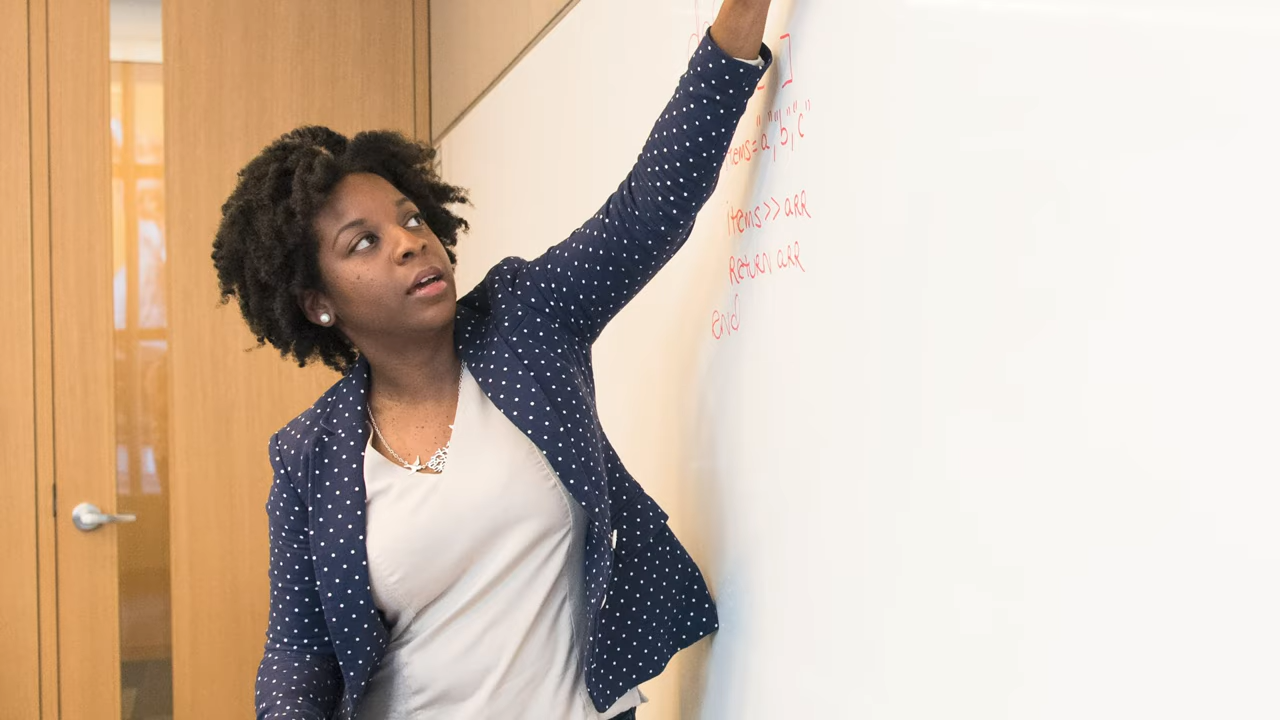 ]
items="a","b","c"
items>>arr
return arr
end